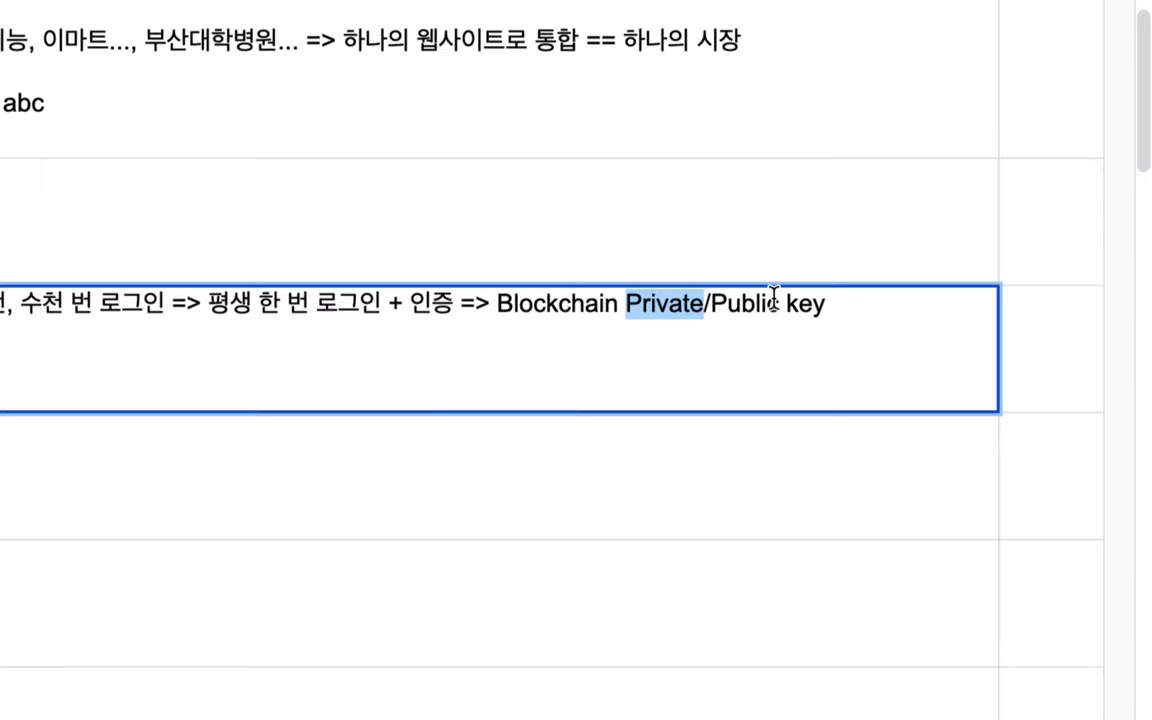 능, 이마트..., 부산대학병원... => 하나의 웹사이트로 통합 == 하나의 시장
abc
, 수천 번 로그인 => 평생 한 번 로그인 + 인증 => Blockchain Private/Public key